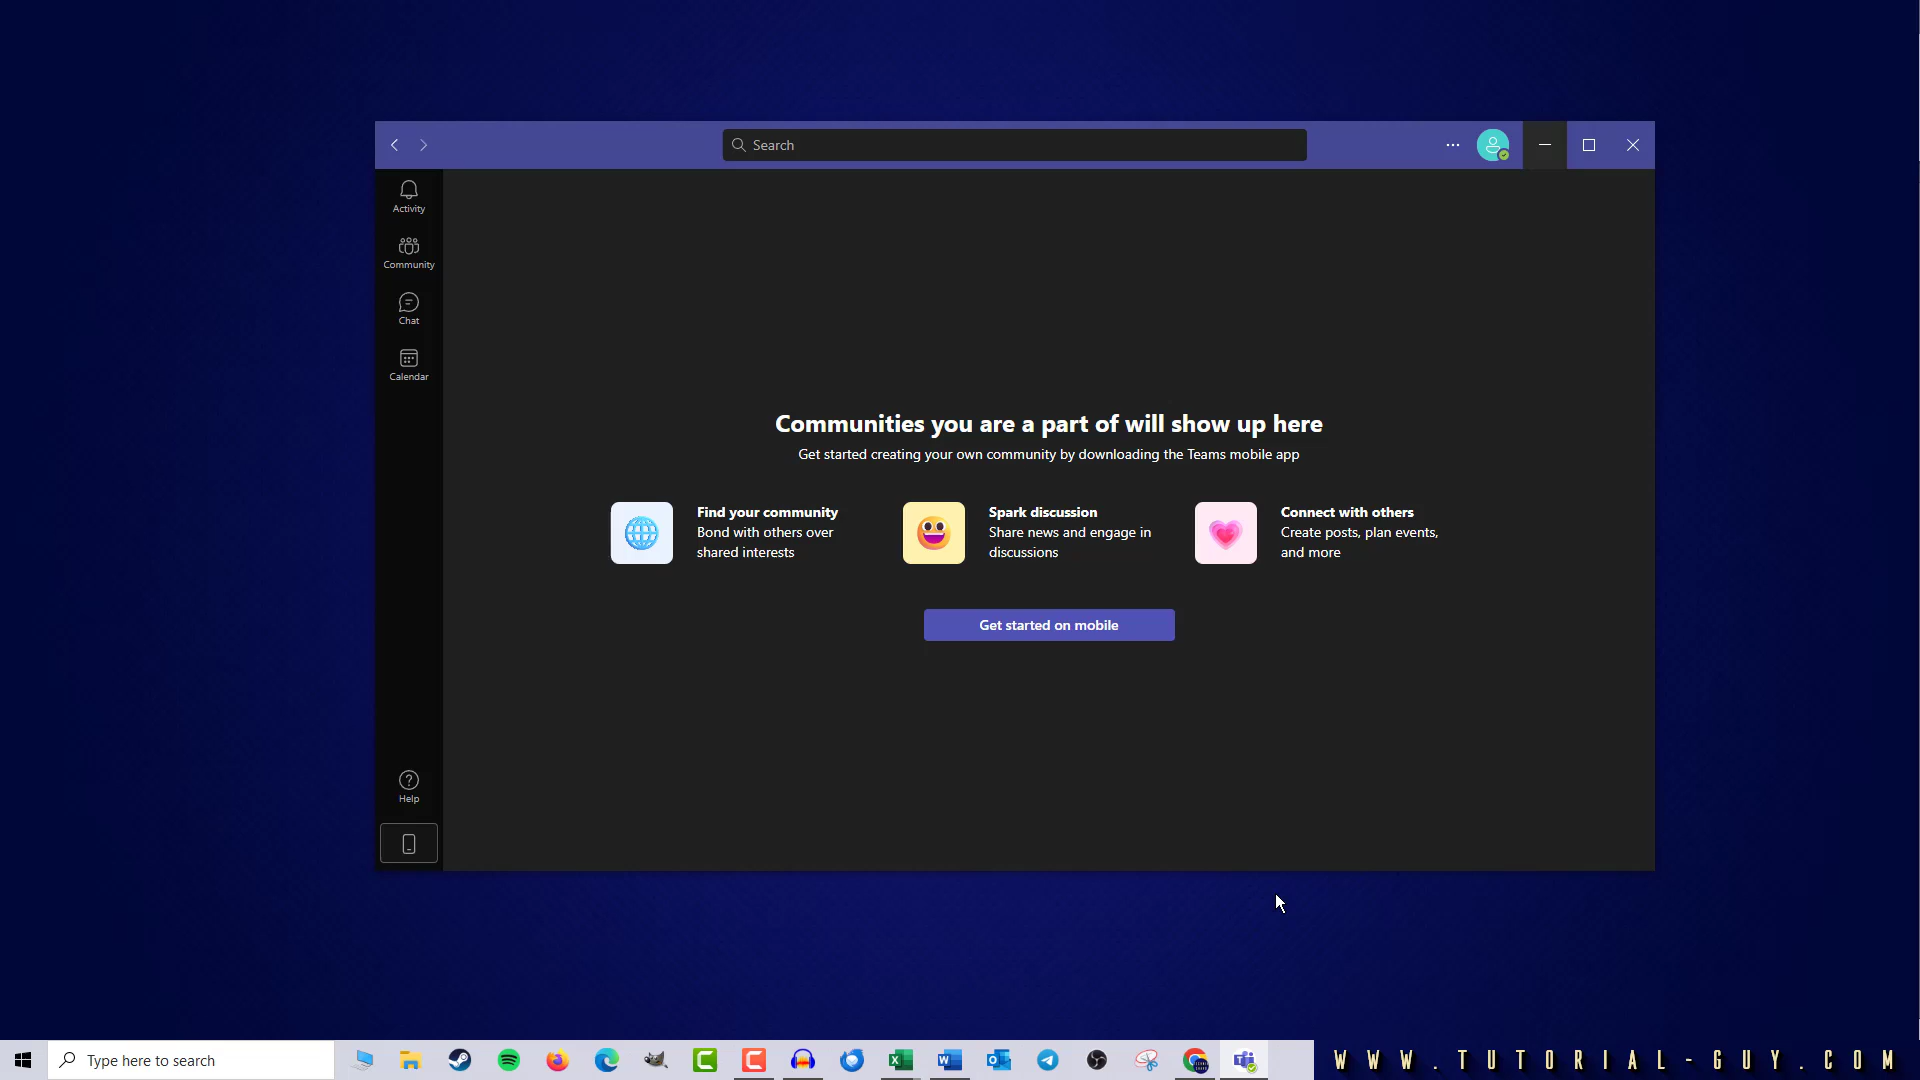 Search
Activity
Community
Chat
Calendar
Communities you are a part of will show up here
Get started creating your own community by downloading the Teams mobile app
Find your community
Bond with others over
shared interests
Spark discussion
Share news and engage in
discussions
Connect with others
Create posts, plan events,
and more
Get started on mobile
Help
Type here to search
WWW.TUTORIAL-GUY.COM